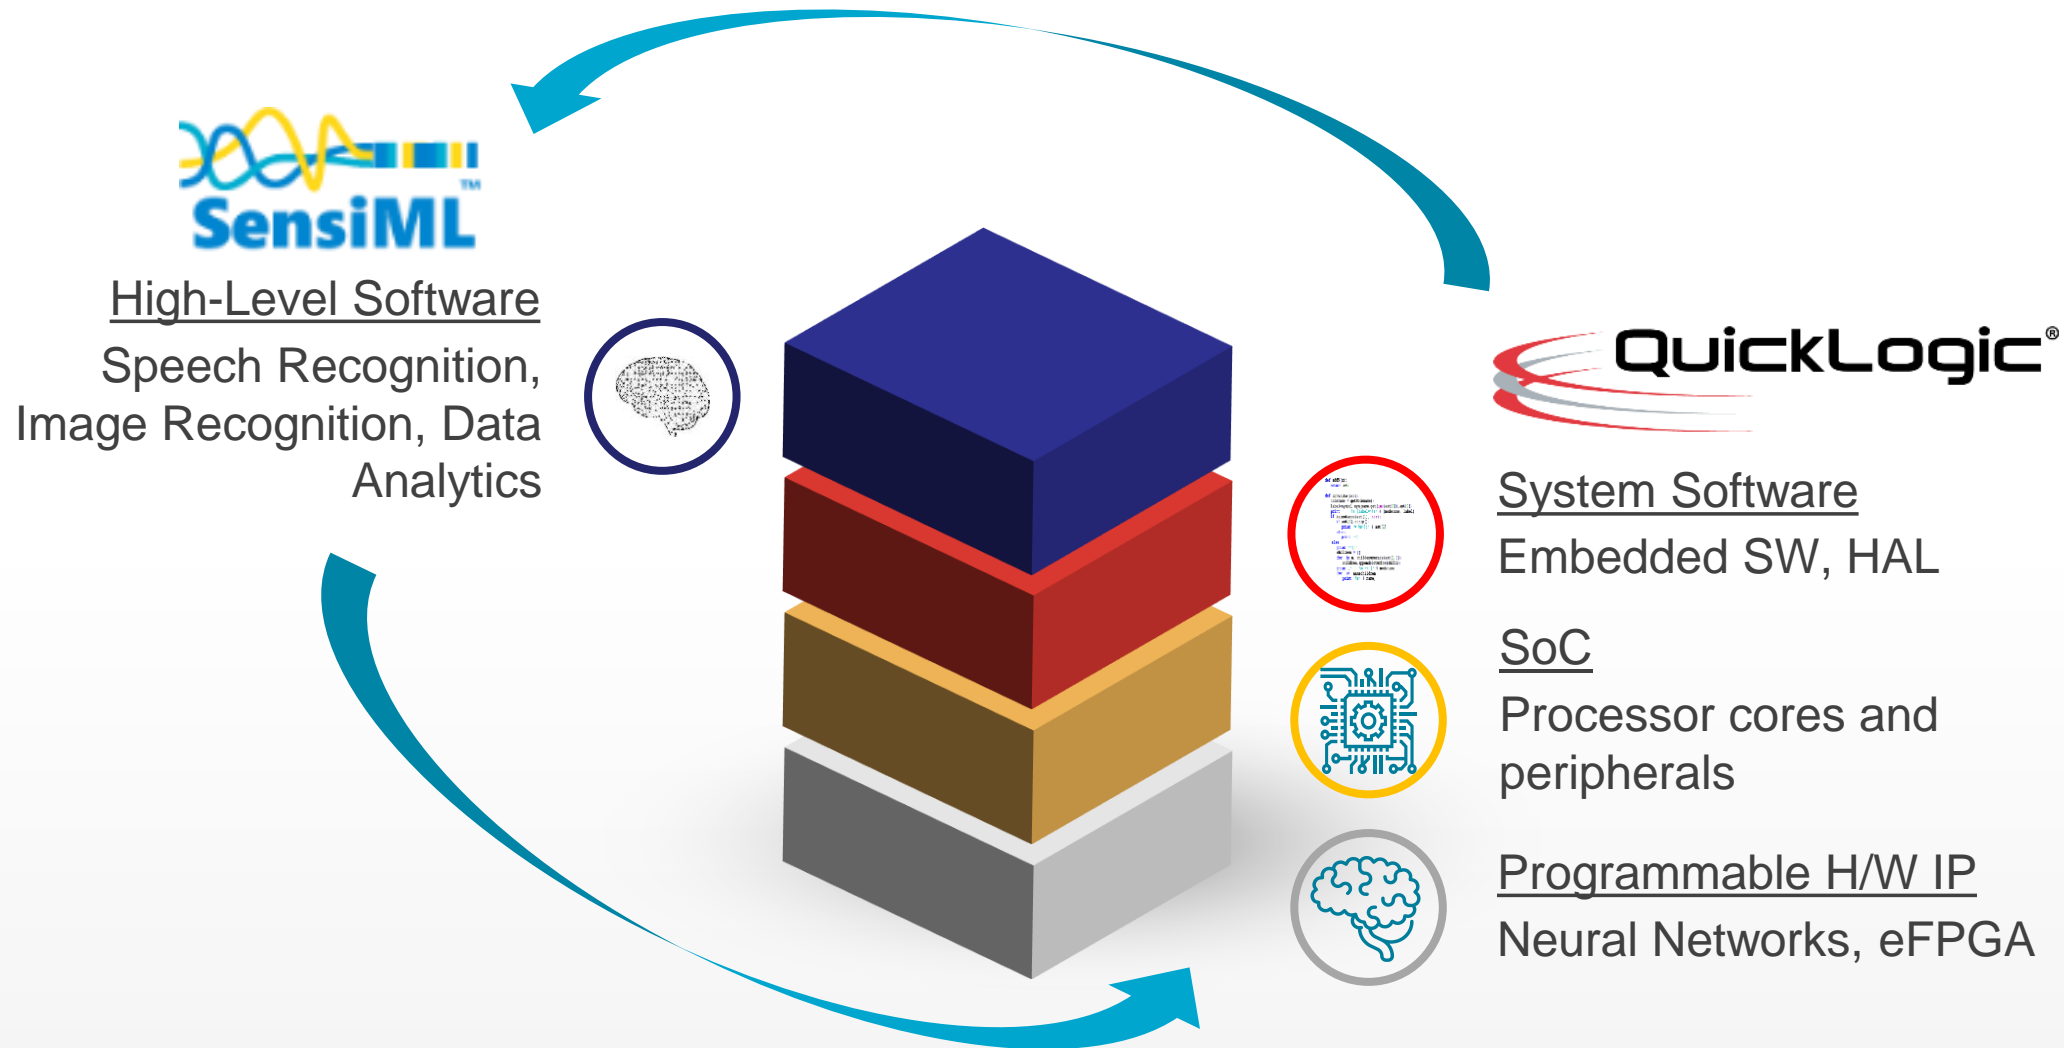 SensiML™
High-Level Software
Speech Recognition,
Image Recognition, Data
Analytics
QuickLogic®
System Software
Embedded SW, HAL
SoC
Processor cores and
peripherals
Programmable H/W IP
Neural Networks, eFPGA